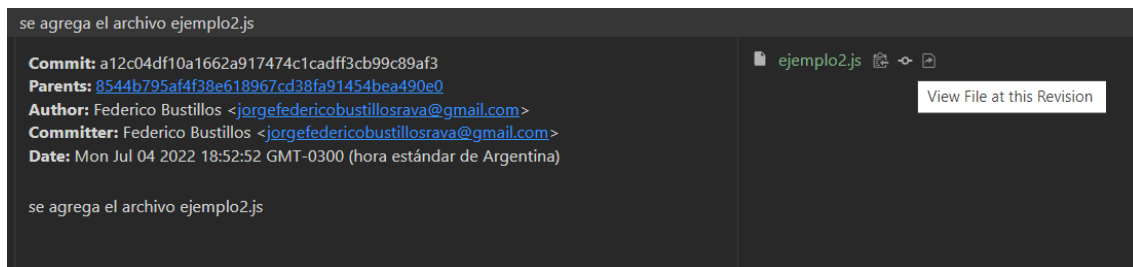 se agrega el archivo ejemplo2.js
Commit: a12c04df10a1662a917474c1cadff3cb99c89af3
Parents: 8544b795af4f38e618967cd38fa91454bea490e0
Author: Federico Bustillos <jorgefedericobustillosrava@gmail.com>
Committer: Federico Bustillos <jorgefedericobustillosrava@gmail.com>
Date: Mon Jul 04 2022 18:52:52 GMT-0300 (hora estándar de Argentina)
se agrega el archivo ejemplo2.js
ejemplo2.js
View File at this Revision